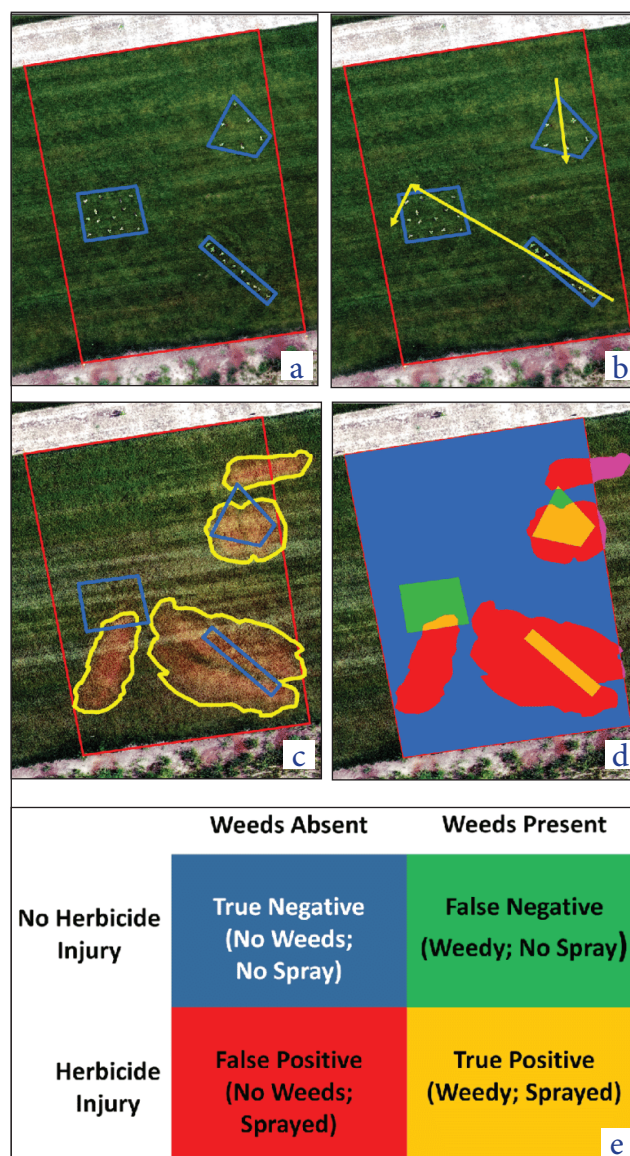 a
b
c
d
Weeds Absent
Weeds Present
No Herbicide
Injury
True Negative
(No Weeds;
No Spray)
False Negative
(Weedy; No Spray)
Herbicide
Injury
False Positive
(No Weeds;
Sprayed)
True Positive
(Weedy; Sprayed)
e